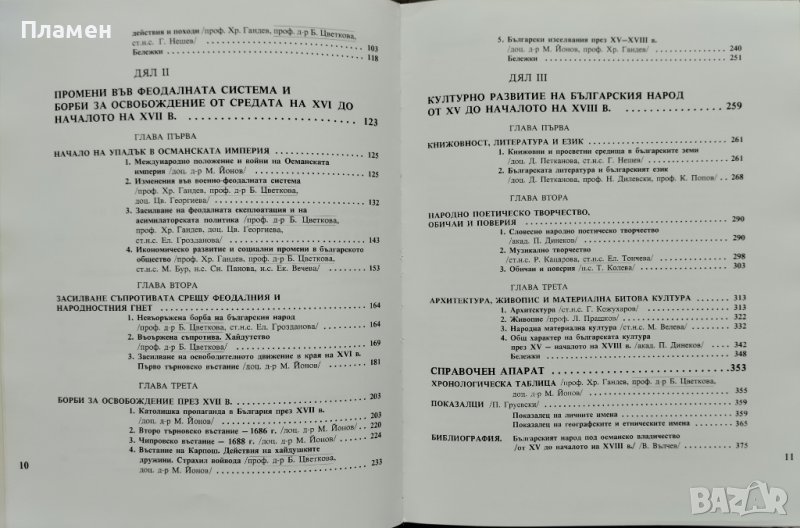 Пламен
действия и походи /проф. Хр. Гандев, проф. д-р Б. Цветкова,
ст.н.с. Г. Нешев/ 103
Бележки 118
ДЯЛ II
ПРОМЕНИ ВЪВ ФЕОДАЛНАТА СИСТЕМА И
БОРБИ ЗА ОСВОБОЖДЕНИЕ ОТ СРЕДАТА НА XVI ДО
НАЧАЛОТО НА XVII В. 123
ГЛАВА ПЪРВА
НАЧАЛО НА УПАДЪК В ОСМАНСКАТА ИМПЕРИЯ 125
1. Международно положение и войни на Османската
империя /доц. д-р М. Йонов/ 125
2. Изменения във военно-феодалната система
/проф. Хр. Гандев, проф. д-р Б. Цветкова,
доц. Цв. Георгиева/ 132
3. Засилване на феодалната експлоатация и на
асимилаторската политика /проф. д-р Б. Цветкова,
проф. Хр. Гандев, доц. Цв. Георгиева,
ст.н.с. Ел. Грозданова/ 143
4. Икономическо развитие и социални промени в българското
общество /проф. Хр. Гандев, проф. д-р Б. Цветкова,
ст.н.с. М. Бур, н.с. Сн. Панова, н.с. Ек. Вечева/ 153
ГЛАВА ВТОРА
ЗАСИЛВАНЕ СЪПРОТИВАТА СРЕЩУ ФЕОДАЛНИЯ И
НАРОДНОСТНИЯ ГНЕТ 164
1. Невъоръжена борба на българския народ
/проф. д-р Б. Цветкова, ст.н.с. Ел. Грозданова/ 164
2. Въоръжена съпротива. Хайдутство
/проф. д-р Б. Цветкова/ 169
3. Засилване на освободителното движение в края на XVI в.
Първо търновско въстание /доц. д-р М. Йонов/ 181
ГЛАВА ТРЕТА
БОРБИ ЗА ОСВОБОЖДЕНИЕ ПРЕЗ XVII В. 203
1. Католишка пропаганда в България през XVII в.
/доц. д-р М. Йонов/ 203
2. Второ търновско въстание — 1686 г. /доц. д-р М. Йонов/ 220
3. Чипровско въстание — 1688 г. /доц. д-р М. Йонов/ 224
4. Въстание на Карпош. Действия на хайдушките
дружини. Страхил войвода /проф. д-р Б. Цветкова,
доц. д-р М. Йонов/ 233
10
5. Български изселвания през XV—XVIII в.
/доц. д-р М. Йонов, проф. Хр. Гандев/ 240
Бележки 251
ДЯЛ III
КУЛТУРНО РАЗВИТИЕ НА БЪЛГАРСКИЯ НАРОД
ОТ XV ДО НАЧАЛОТО НА XVIII В. 259
ГЛАВА ПЪРВА
КНИЖОВНОСТ, ЛИТЕРАТУРА И ЕЗИК 261
1. Книжовни и просветни средища в българските земи
/доц. Д. Петканова, ст.н.с. Г. Нешев/ 261
2. Българската литература и българският език
/доц. Д. Петканова, проф. Н. Дилевски, проф. К. Попов/ 268
ГЛАВА ВТОРА
НАРОДНО ПОЕТИЧЕСКО ТВОРЧЕСТВО,
ОБИЧАИ И ПОВЕРИЯ 290
1. Словесно народно поетическо творчество
/акад. П. Динеков/ 290
2. Музикално творчество
/ст.н.с. Р. Кацарова, ст.н.с. Ел. Тончева/ 298
3. Обичаи и поверия /н.с. Т. Колева/ 303
ГЛАВА ТРЕТА
АРХИТЕКТУРА, ЖИВОПИС И МАТЕРИАЛНА БИТОВА КУЛТУРА 313
1. Архитектура /ст.н.с. Г. Кожухаров/ 313
2. Живопис /проф. Л. Прашков/ 322
3. Народна материална култура /ст.н.с. М. Велева/ 332
4. Общ характер на българската култура
през XV — началото на XVIII в. /акад. П. Динеков/ 342
Бележки 348
СПРАВОЧЕН АПАРАТ 353
ХРОНОЛОГИЧЕСКА ТАБЛИЦА /проф. Хр. Гандев, проф. д-р Б. Цветкова,
доц. д-р М. Йонов/ 355
ПОКАЗАЛЦИ /П. Груевски/ 359
Показалец на личните имена 359
Показалец на географските и етническите имена 365
БИБЛИОГРАФИЯ. Българският народ под османско владичество
/от XV до началото на XVIII в./ /В. Вълчев/ 375
11
BAZAR
.bg